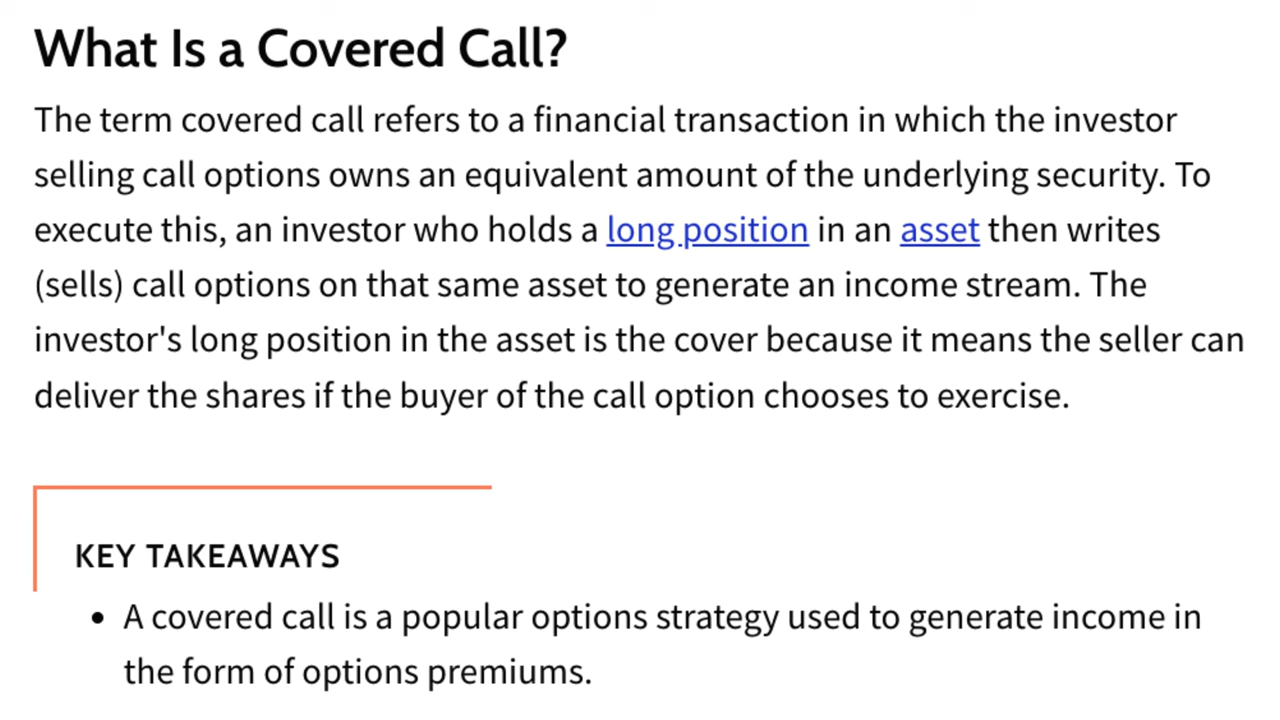 What Is a Covered Call?
The term covered call refers to a financial transaction in which the investor
selling call options owns an equivalent amount of the underlying security. To
execute this, an investor who holds a long position in an asset then writes
(sells) call options on that same asset to generate an income stream. The
investor's long position in the asset is the cover because it means the seller can
deliver the shares if the buyer of the call option chooses to exercise.
KEY TAKEAWAYS
• A covered call is a popular options strategy used to generate income in
the form of options premiums.